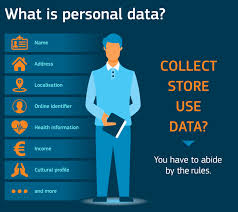 What is personal data?
Name
Address
Localisation
Online identifier
Health information
Income
Cultural profile
... and more
COLLECT
STORE
USE
DATA?
You have to abide
by the rules.